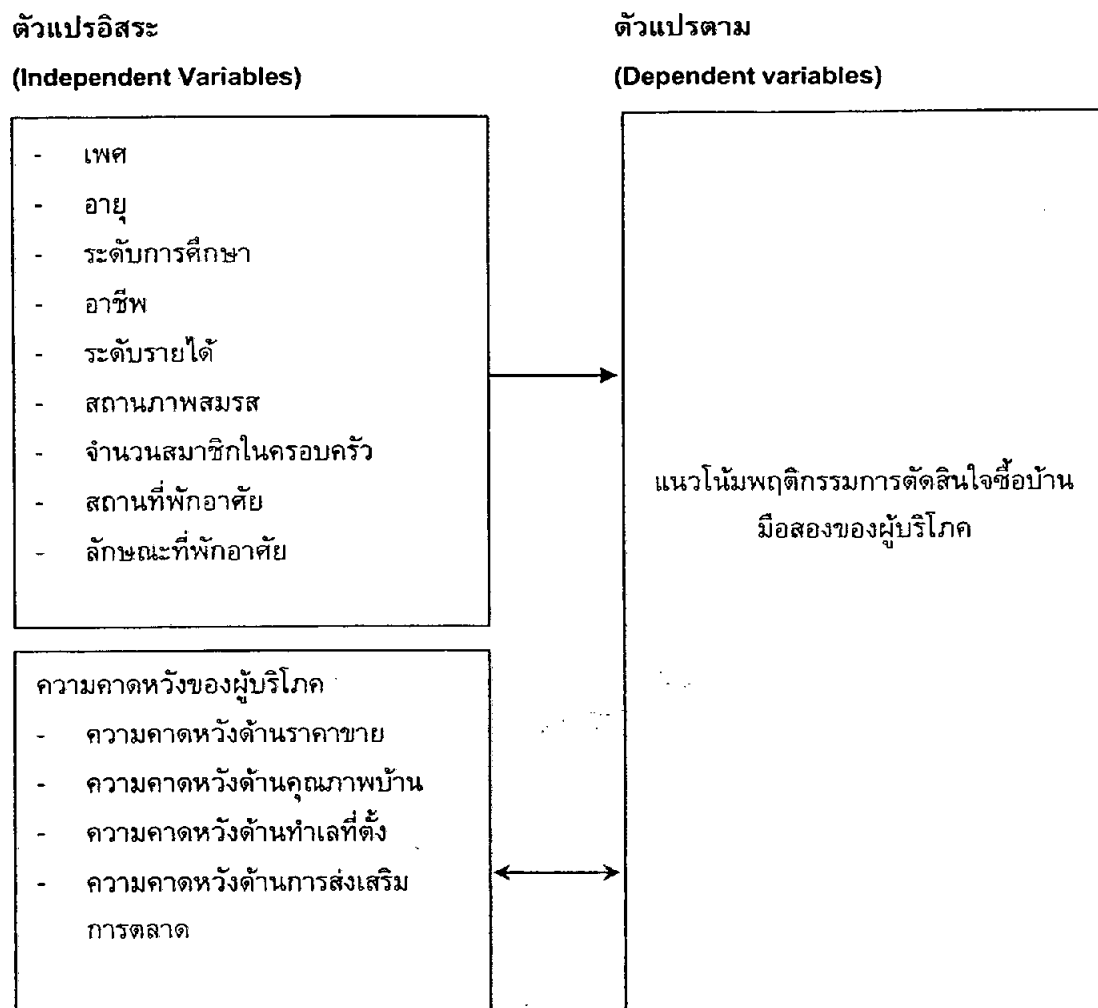 ตัวแปรอิสระ
(Independent Variables)
ตัวแปรตาม
(Dependent variables)
- เพศ
- อายุ
- ระดับการศึกษา
- อาชีพ
- ระดับรายได้
- สถานภาพสมรส
- จำนวนสมาชิกในครอบครัว
- สถานที่พักอาศัย
- ลักษณะที่พักอาศัย
ความคาดหวังของผู้บริโภค
- ความคาดหวังด้านราคาขาย
- ความคาดหวังด้านคุณภาพบ้าน
- ความคาดหวังด้านทำเลที่ตั้ง
- ความคาดหวังด้านการส่งเสริม
การตลาด
แนวโน้มพฤติกรรมการตัดสินใจซื้อบ้าน
มือสองของผู้บริโภค